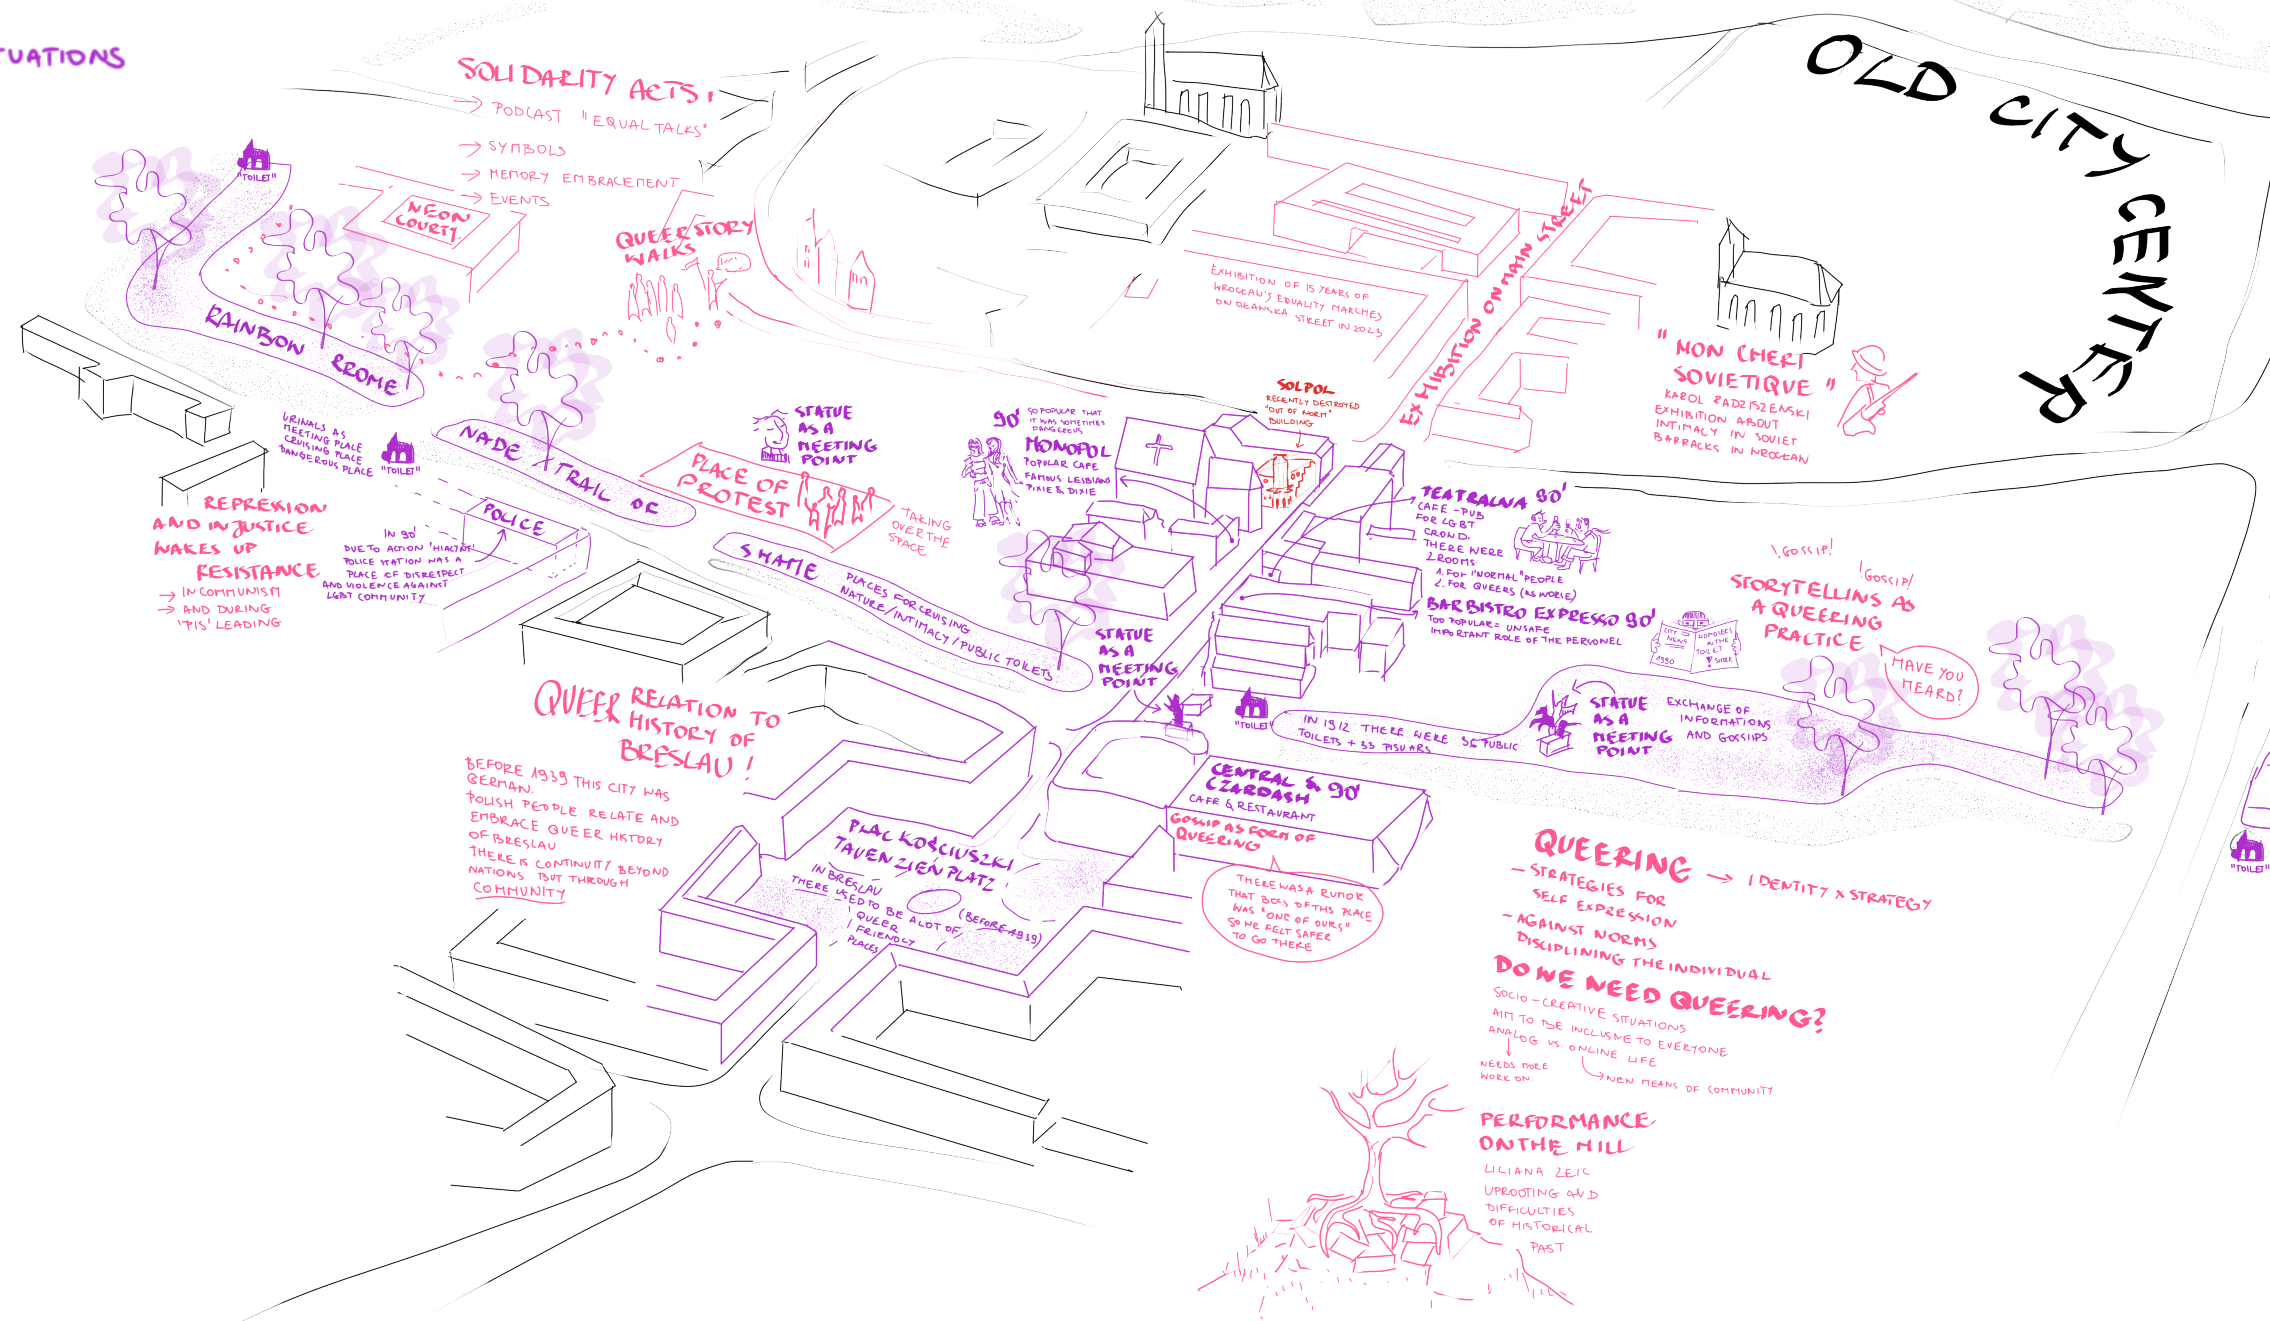 TUATIONS
SOLIDARITY ACTS:
→ PODCAST "EQUAL TALKS"
→ SYMBOLS
→ MEMORY EMBRACEMENT
→ EVENTS
"TOILET"
NEON
COURTY
QUEERSTORY
WALKS
RAINBOW &ROME
OLD CITY CENTER
EXHIBITION ON MAIN STREET
EXHIBITION OF 15 YEARS OF
WROCŁAW'S EQUALITY MARCHES
ON OŁAWSKA STREET IN 2023
"MON CHERI
SOVIETIQUE"
KAROL RADZISZEWSKI
EXHIBITION ABOUT
INTIMACY IN SOVIET
BARRACKS IN WROCŁAW
SOLPOL
RECENTLY DESTROYED
"OUT OF NORM"
BUILDING
URINALS AS
MEETING PLACE
CRUISING PLACE
DANGEROUS PLACE
"TOILET"
NADE X TRAIL OF
SHAME
PLACES FOR CRUISING
NATURE/INTIMACY/PUBLIC TOILETS
STATUE
AS A
MEETING
POINT
PLACE OF
PROTEST
TAKING
OVER THE
SPACE
90'
SO POPULAR THAT
IT WAS SOMETIMES
DANGEROUS
MONOPOL
POPULAR CAFE
FAMOUS LESBIANS
PIXIE & DIXIE
REPRESSION
AND INJUSTICE
WAKES UP
RESISTANCE
→ IN COMMUNISM
→ AND DURING
'PIS' LEADING
POLICE
IN 90'
DUE TO ACTION 'HIACYNT'
POLICE STATION WAS A
PLACE OF DISRESPECT
AND VIOLENCE AGAINST
LGBT COMMUNITY
TEATRALNA 90'
CAFE-PUB
FOR LGBT
CROWD.
THERE WERE
2 ROOMS:
1. FOR "NORMAL" PEOPLE
2. FOR QUEERS (AS WORSE)
BARBISTRO EXPRESSO 90'
TOO POPULAR = UNSAFE
IMPORTANT ROLE OF THE PERSONEL
CITY
NEWS
1990
HOMOSEXS
IN THE
TOILET
! SHOCK
! GOSSIP!
! GOSSIP!
STORYTELLING AS
A QUEERING
PRACTICE
HAVE YOU
HEARD?
STATUE
AS A
MEETING
POINT
"TOILET"
IN 1912 THERE WERE 56 PUBLIC
TOILETS + 33 PISUARS
STATUE
AS A
MEETING
POINT
EXCHANGE OF
INFORMATIONS
AND GOSSIPS
QUEER RELATION TO
HISTORY OF
BRESLAU!
BEFORE 1939 THIS CITY WAS
GERMAN.
POLISH PEOPLE RELATE AND
EMBRACE QUEER HISTORY
OF BRESLAU
THERE IS CONTINUITY BEYOND
NATIONS BUT THROUGH
COMMUNITY
PLAC KOŚCIUSZKI
TAUENZIEN PLATZ
IN BRESLAU
THERE USED TO BE A LOT OF
QUEER
FRIENDLY
PLACES
(BEFORE 1939)
CENTRAL & 90'
CZARDASH
CAFE & RESTAURANT
GOSSIP AS FORM OF
QUEERING
THERE WAS A RUMOR
THAT BOSS OF THIS PLACE
WAS "ONE OF OURS"
SO WE FELT SAFER
TO GO THERE
"TOILET"
QUEERING → IDENTITY X STRATEGY
- STRATEGIES FOR
SELF EXPRESSION
- AGAINST NORMS
DISCIPLINING THE INDIVIDUAL
DO WE NEED QUEERING?
SOCIO-CREATIVE SITUATIONS
AIM TO BE INCLUSIVE TO EVERYONE
ANALOG VS. ONLINE LIFE
NEEDS MORE
WORK ON.
NEW MEANS OF COMMUNITY
PERFORMANCE
ON THE HILL
LILIANA ZEIC
UPROOTING AND
DIFFICULTIES
OF HISTORICAL
PAST